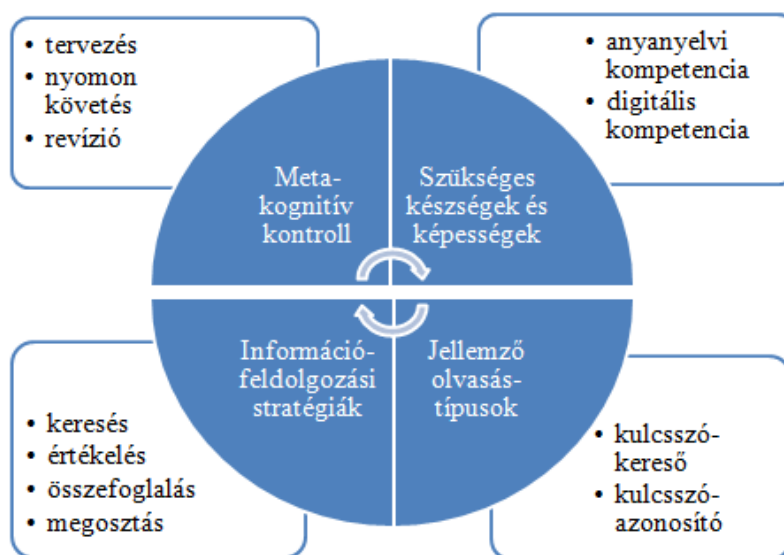 • tervezés
• nyomon
követés
• revízió
• anyanyelvi
kompetencia
• digitális
kompetencia
Meta-
kognitív
kontroll
Szükséges
készségek és
képességek
Információ-
feldolgozási
stratégiák
Jellemző
olvasás-
típusok
• keresés
• értékelés
• összefoglalás
• megosztás
• kulcsszó-
kereső
• kulcsszó-
azonosító